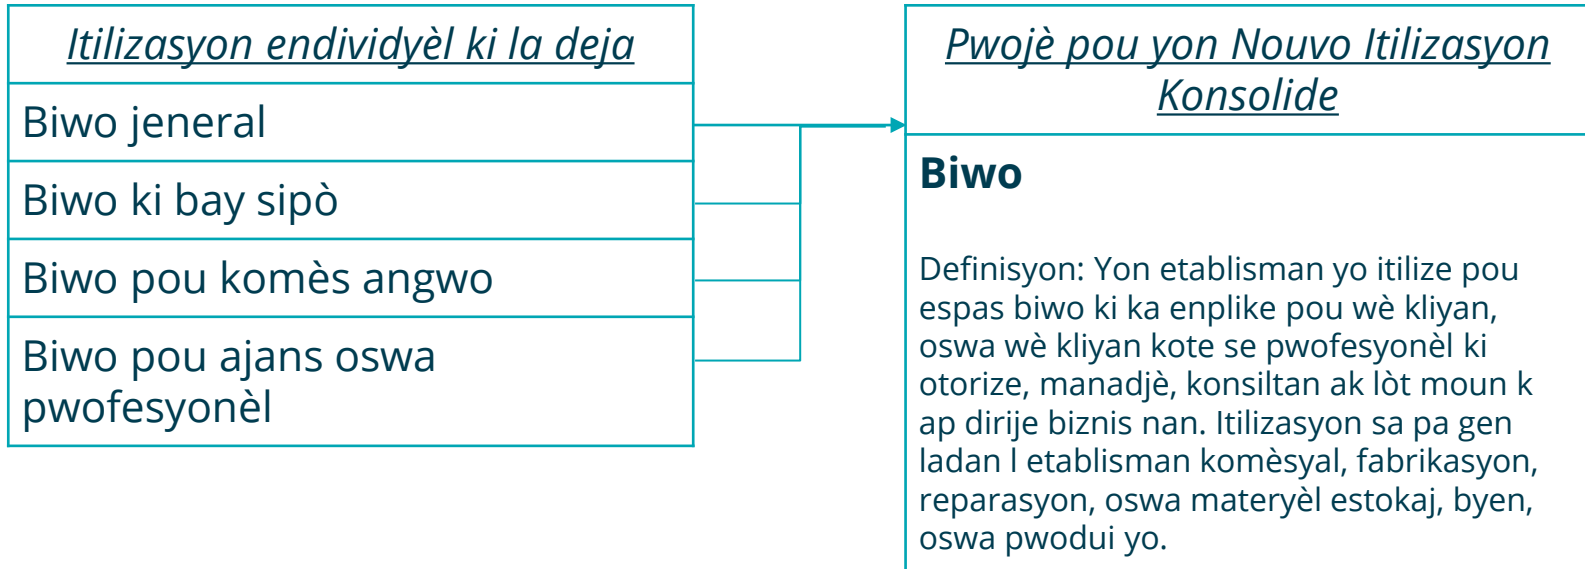 Itilizasyon endividyèl ki la deja
Biwo jeneral
Biwo ki bay sipò
Biwo pou komès angwo
Biwo pou ajans oswa
pwofesyonèl
Pwojè pou yon Nouvo Itilizasyon
Konsolide
Biwo
Definisyon: Yon etablisman yo itilize pou
espas biwo ki ka enplike pou wè kliyan,
oswa wè kliyan kote se pwofesyonèl ki
otorize, manadjè, konsiltan ak lòt moun k
ap dirije biznis nan. Itilizasyon sa pa gen
ladan l etablisman komèsyal, fabrikasyon,
reparasyon, oswa materyèl estokaj, byen,
oswa pwodui yo.